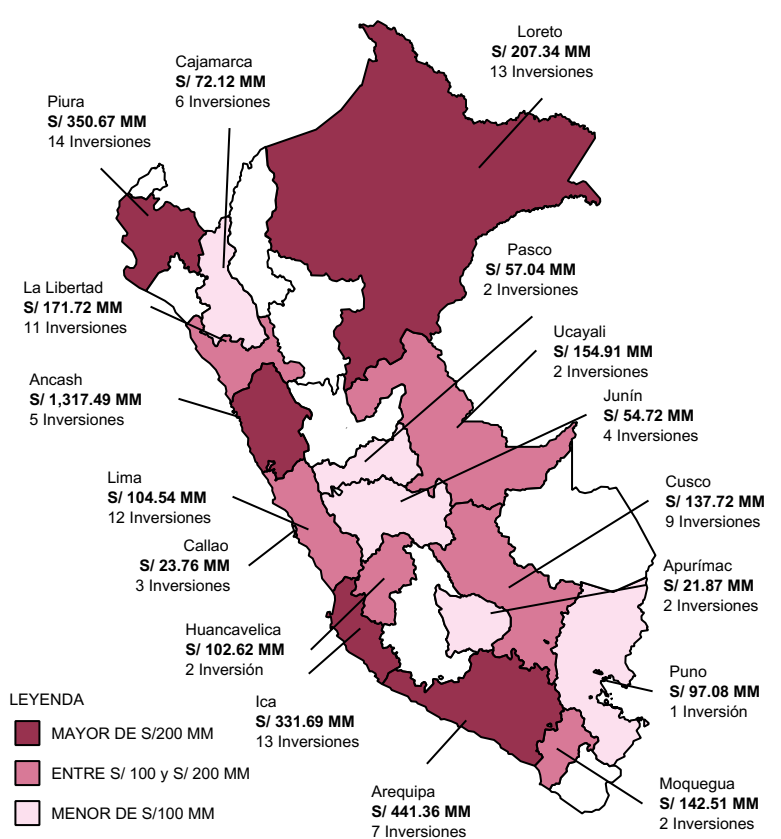 Loreto
S/ 207.34 MM
13 Inversiones
Cajamarca
S/ 72.12 MM
6 Inversiones
Piura
S/ 350.67 MM
14 Inversiones
Pasco
S/ 57.04 MM
2 Inversiones
La Libertad
S/ 171.72 MM
11 Inversiones
Ucayali
S/ 154.91 MM
2 Inversiones
Ancash
S/ 1,317.49 MM
5 Inversiones
Junín
S/ 54.72 MM
4 Inversiones
Lima
S/ 104.54 MM
12 Inversiones
Cusco
S/ 137.72 MM
9 Inversiones
Callao
S/ 23.76 MM
3 Inversiones
Apurímac
S/ 21.87 MM
2 Inversiones
Huancavelica
S/ 102.62 MM
2 Inversión
Puno
S/ 97.08 MM
1 Inversión
Ica
S/ 331.69 MM
13 Inversiones
Arequipa
S/ 441.36 MM
7 Inversiones
Moquegua
S/ 142.51 MM
2 Inversiones
LEYENDA
MAYOR DE S/200 MM
ENTRE S/ 100 y S/ 200 MM
MENOR DE S/100 MM